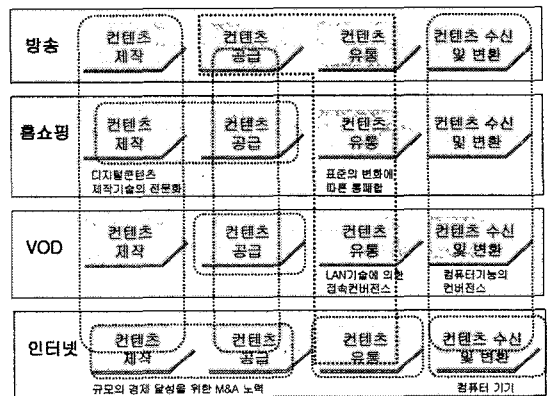 방송
컨텐츠
제작
컨텐츠
공급
컨텐츠
유통
컨텐츠 수신
및 변환
홈쇼핑
컨텐츠
제작
컨텐츠
공급
컨텐츠
유통
컨텐츠 수신
및 변환
디지탈콘텐츠
제작기술의 전문화
표준의 변화에
따른 통폐합
VOD
컨텐츠
제작
컨텐츠
공급
컨텐츠
유통
컨텐츠 수신
및 변환
LAN기술에 의한
접속컨버전스
컴퓨터기능의
컨버전스
인터넷
컨텐츠
제작
컨텐츠
공급
컨텐츠
유통
컨텐츠 수신
및 변환
규모의 경제 달성을 위한 M&A 노력
컴퓨터 기기